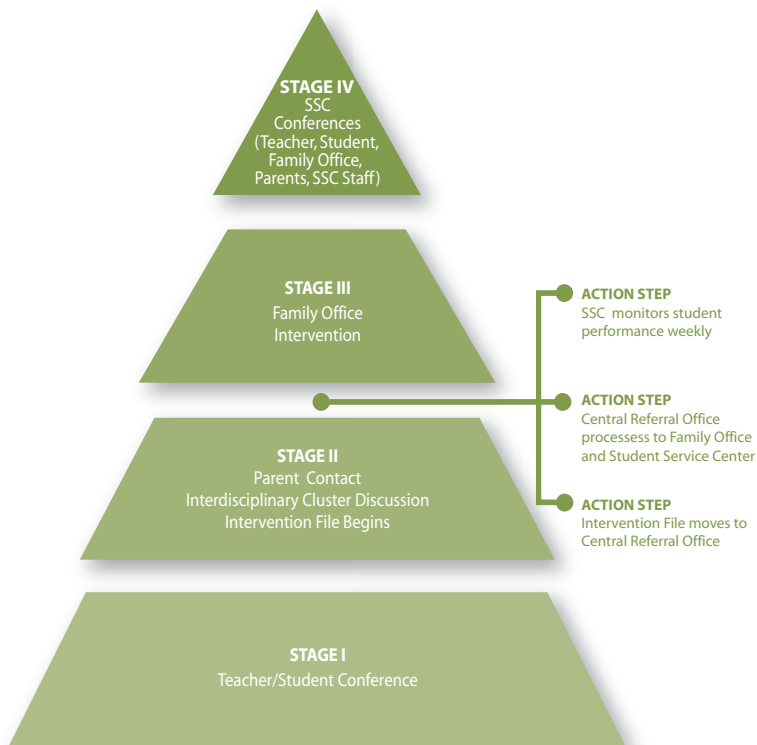 STAGE IV
SSC
Conferences
(Teacher, Student,
Family Office,
Parents, SSC Staff)
STAGE III
Family Office
Intervention
ACTION STEP
SSC monitors student
performance weekly
ACTION STEP
Central Referral Office
processess to Family Office
and Student Service Center
STAGE II
Parent Contact
Interdisciplinary Cluster Discussion
Intervention File Begins
ACTION STEP
Intervention File moves to
Central Referral Office
STAGE I
Teacher/Student Conference